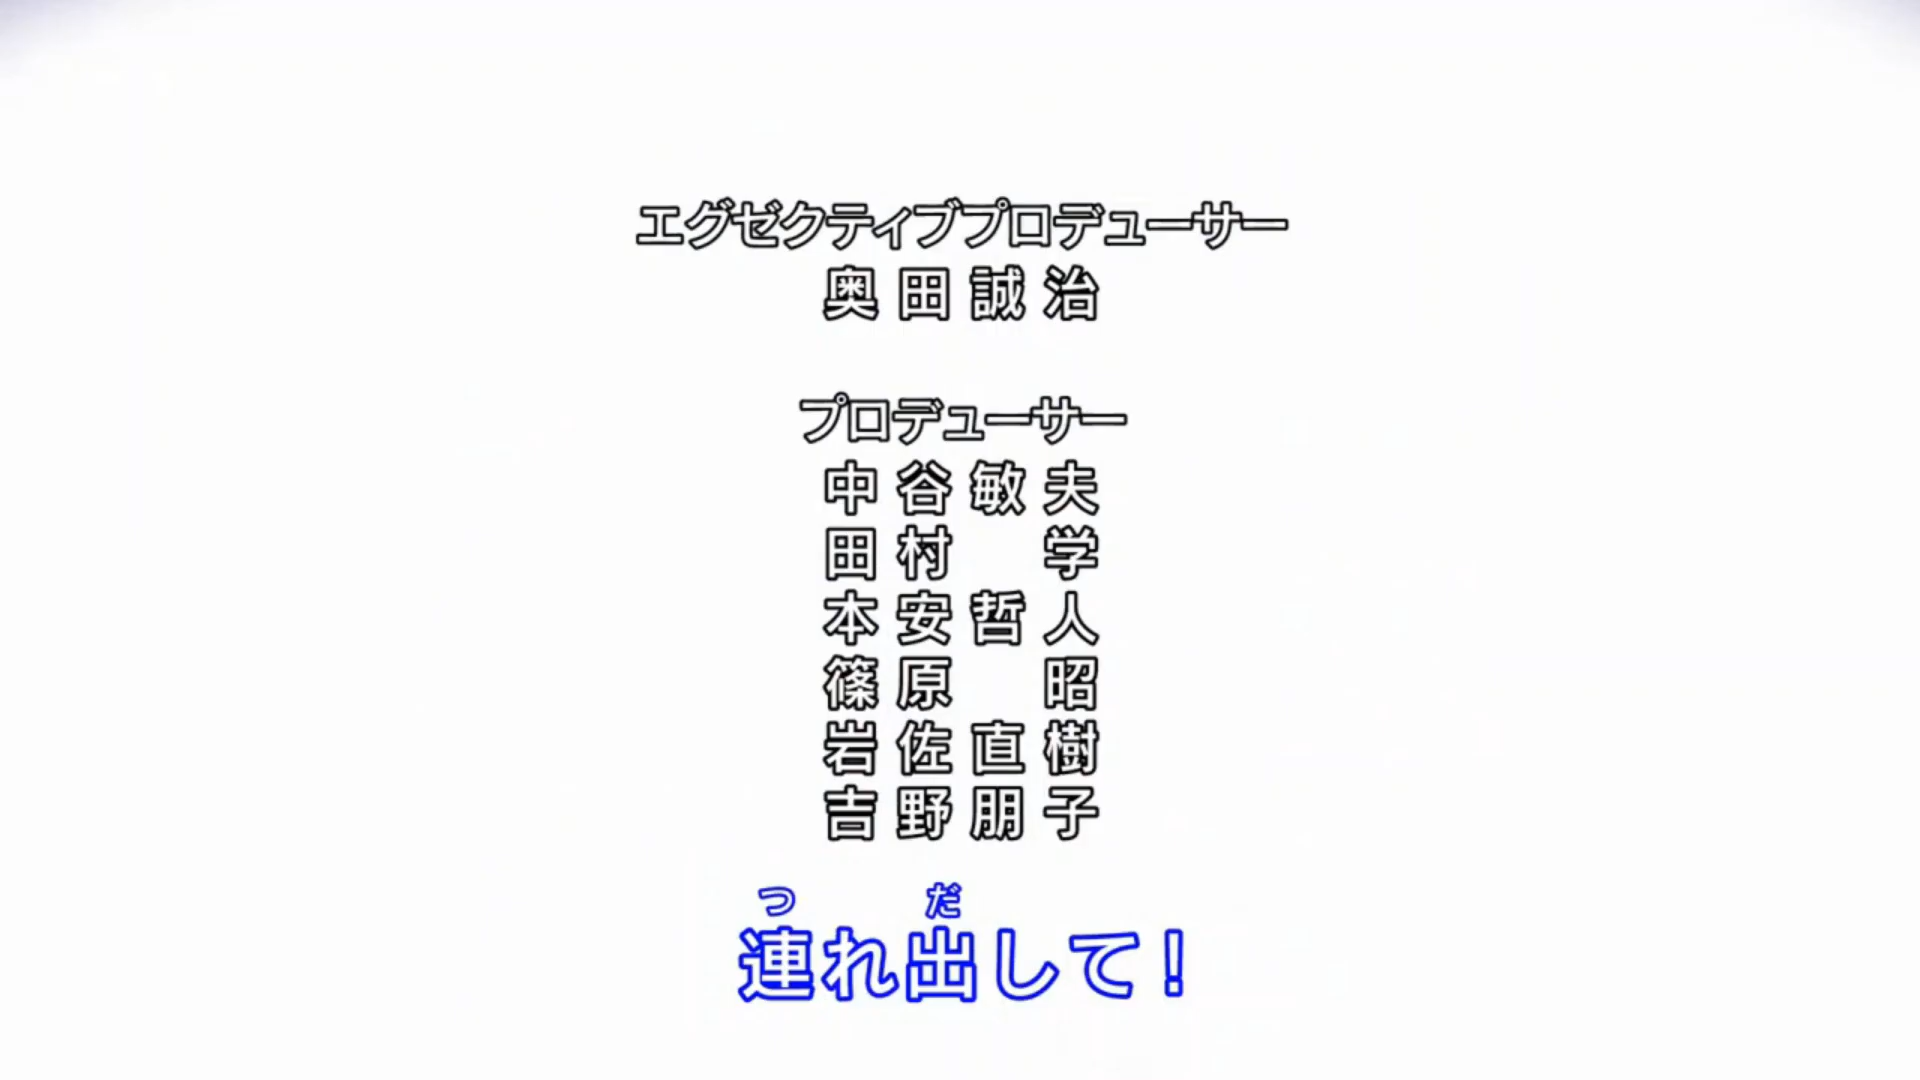 エグゼクティブプロデューサー
奥田誠治
プロデューサー
中谷敏夫
田村 学
本安哲人
篠原 昭
岩佐直樹
吉野朋子
つ だ
連れ出して！